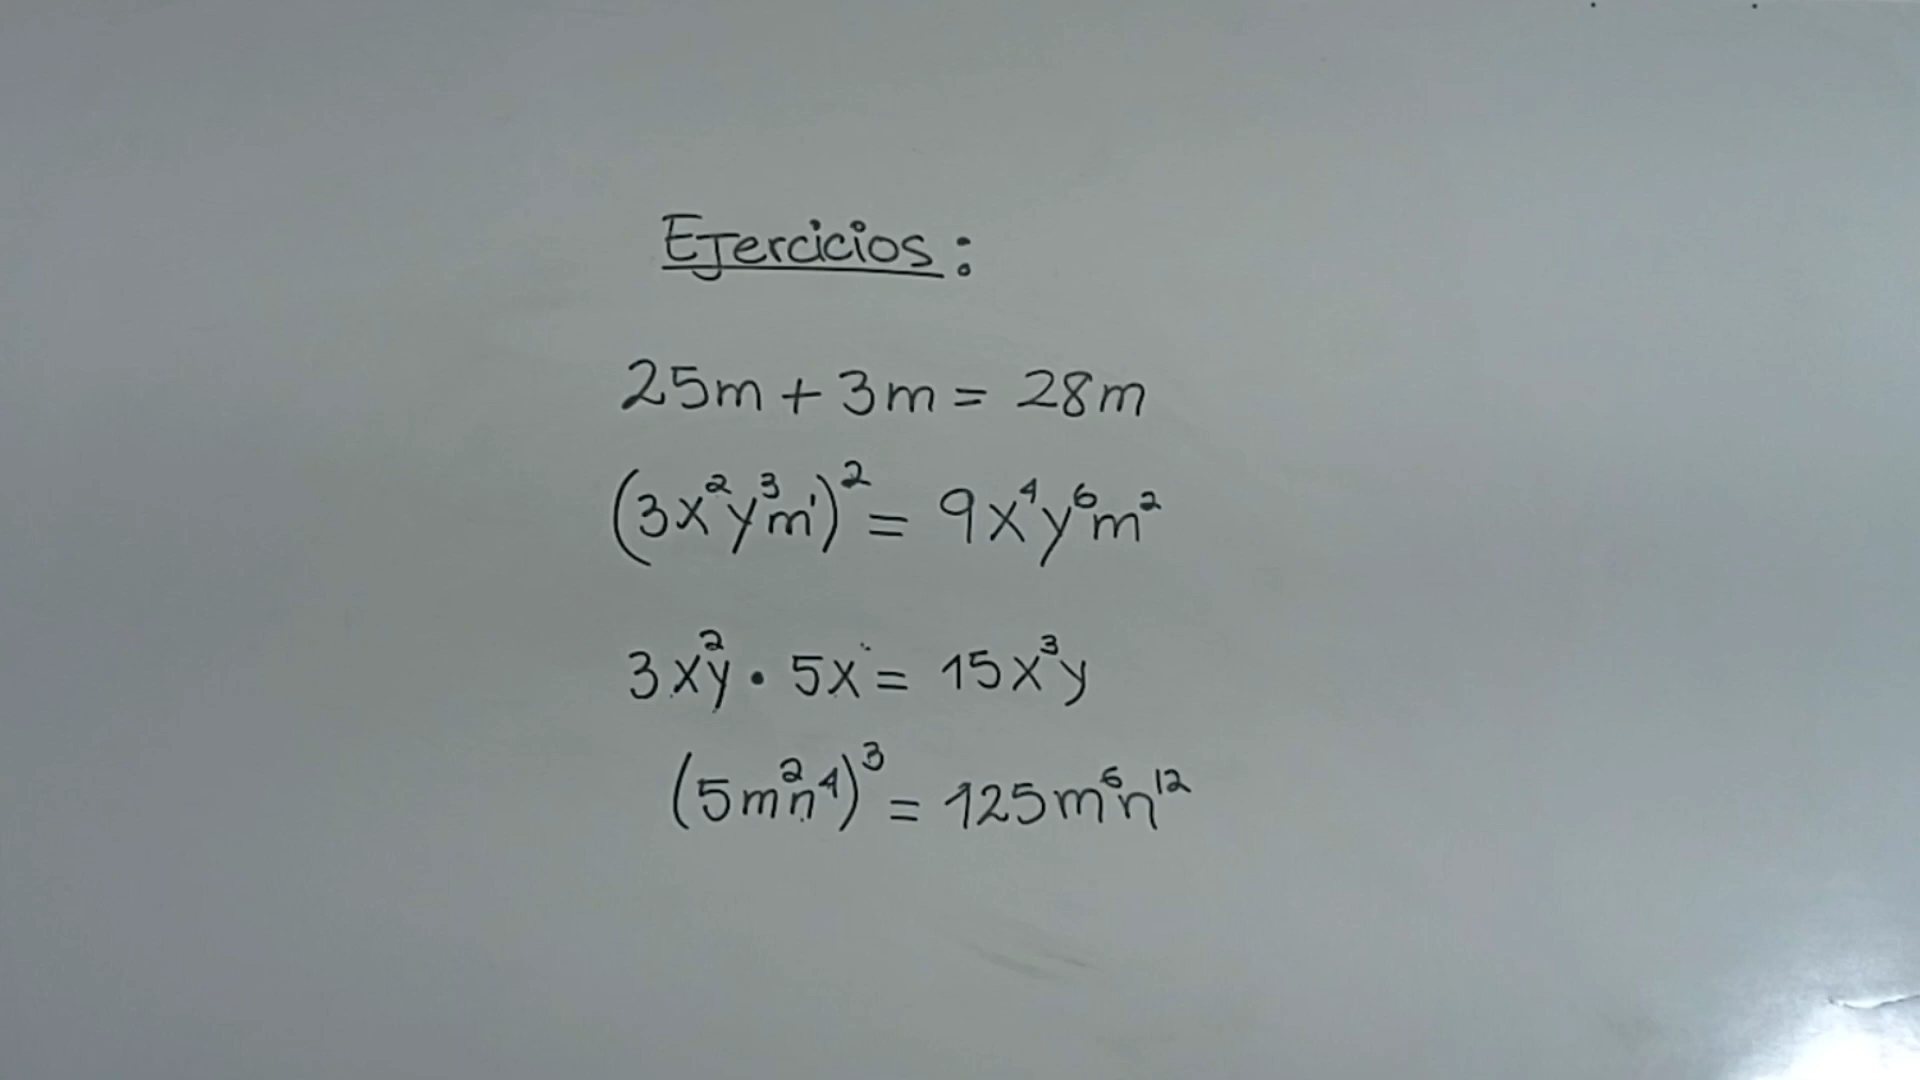 Ejercicios:
25m + 3m = 28m
(3x²y³m¹)² = 9x⁴y⁶m²
3x²y · 5x = 15x³y
(5m²n⁴)³ = 125m⁶n¹²